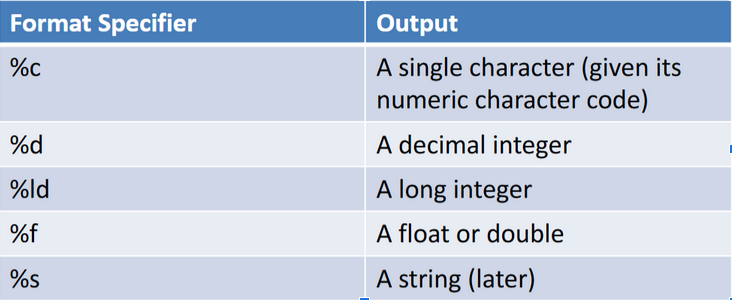 Format Specifier Output
%c A single character (given its
numeric character code)
%d A decimal integer
%ld A long integer
%f A float or double
%s A string (later)